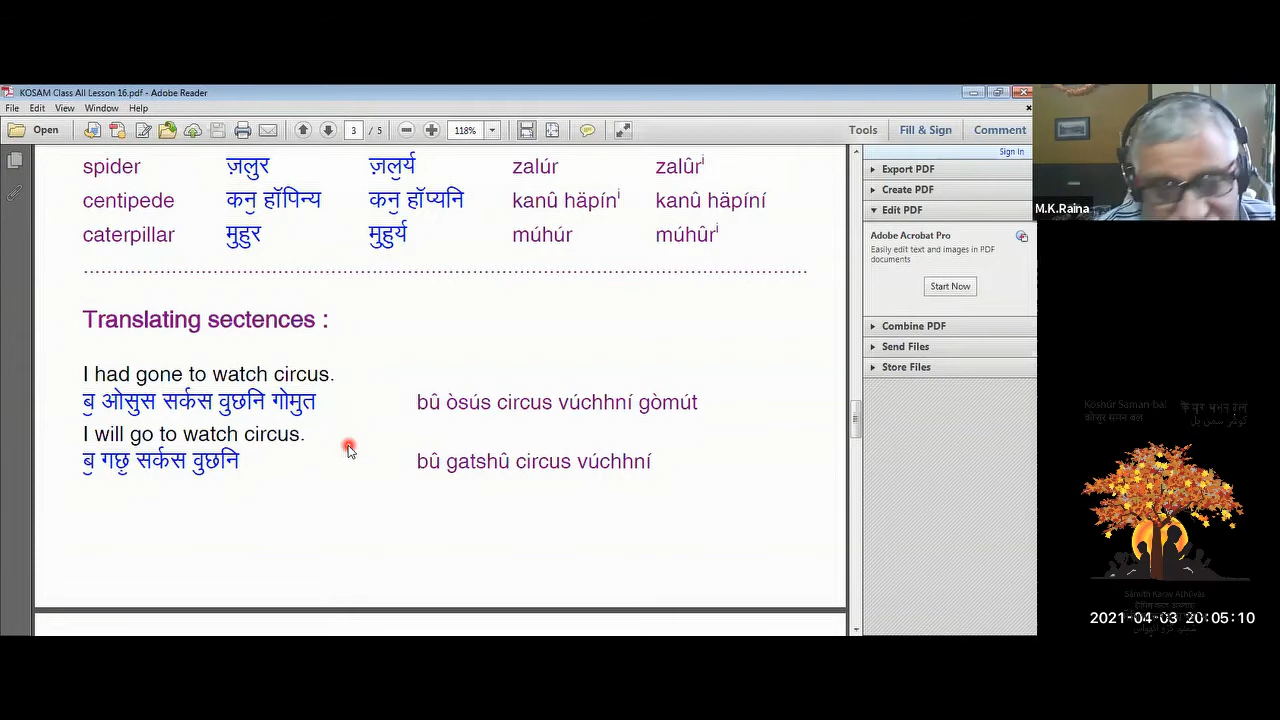 KOSAM Class All Lesson 16.pdf - Adobe Reader
File Edit View Window Help
Open 3 / 5 118% Tools Fill & Sign Comment
Sign In
spider ज़लुर ज़लॖर्य zalúr zalûrⁱ
centipede कनॖ हॉपिन्य कनॖ हॉप्यनि kanû häpínⁱ kanû häpíní
caterpillar मुहुर मुॖहुर्य múhúr múhûrⁱ
Translating sectences :
I had gone to watch circus.
बॖ ओसुस सर्कस वुछनि गोमुत bû òsús circus vúchhní gòmút
I will go to watch circus.
बॖ गछॖ सर्कस वुछनि bû gatshû circus vúchhní
Export PDF
Create PDF
Edit PDF
Adobe Acrobat Pro
Easily edit text and images in PDF
documents
Start Now
Combine PDF
Send Files
Store Files
M.K.Raina
Koshúr Sāman-bal
कोशुर समन बल
2021-04-03 20:05:10